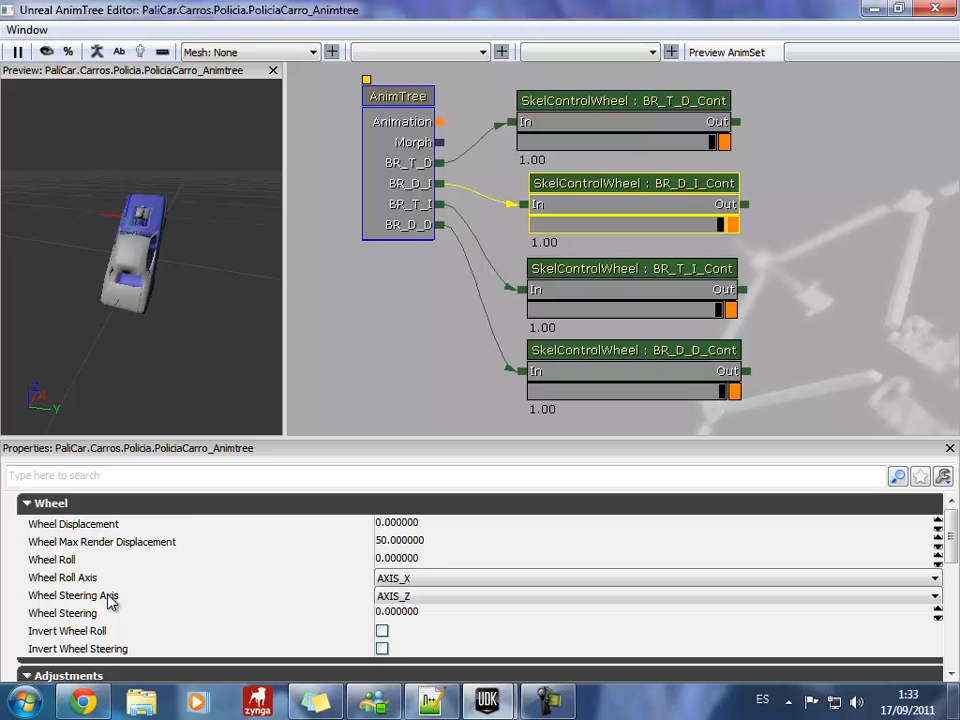 Unreal AnimTree Editor: PaliCar.Carros.Policia.PoliciaCarro_Animtree
Window
Ab
Mesh: None
Preview AnimSet
Preview: PaliCar.Carros.Policia.PoliciaCarro_Animtree
AnimTree
Animation
Morph
BR_T_D
BR_D_I
BR_T_I
BR_D_D
SkelControlWheel : BR_T_D_Cont
In
Out
1.00
SkelControlWheel : BR_D_I_Cont
In
Out
1.00
SkelControlWheel : BR_T_I_Cont
In
Out
1.00
SkelControlWheel : BR_D_D_Cont
In
Out
1.00
Z
X
Y
Properties: PaliCar.Carros.Policia.PoliciaCarro_Animtree
Type here to search
Wheel
Wheel Displacement 0.000000
Wheel Max Render Displacement 50.000000
Wheel Roll 0.000000
Wheel Roll Axis AXIS_X
Wheel Steering Axis AXIS_Z
Wheel Steering 0.000000
Invert Wheel Roll
Invert Wheel Steering
Adjustments
zynga
UDK
ES
1:33
17/09/2011